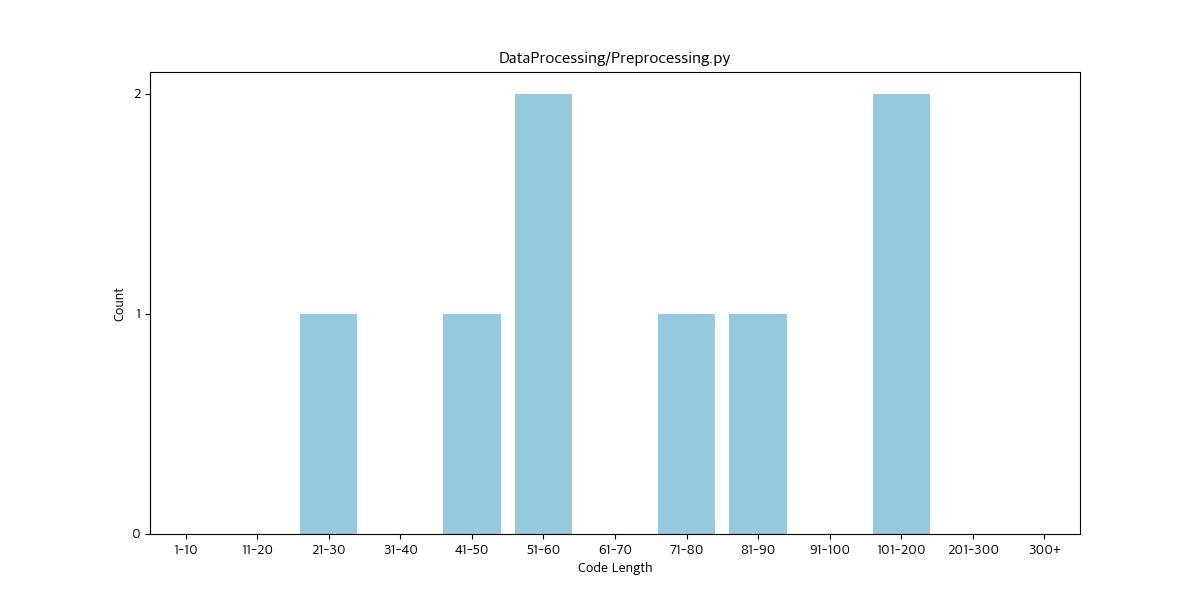 DataProcessing/Preprocessing.py
2
1
0
Count
1-10 11-20 21-30 31-40 41-50 51-60 61-70 71-80 81-90 91-100 101-200 201-300 300+
Code Length